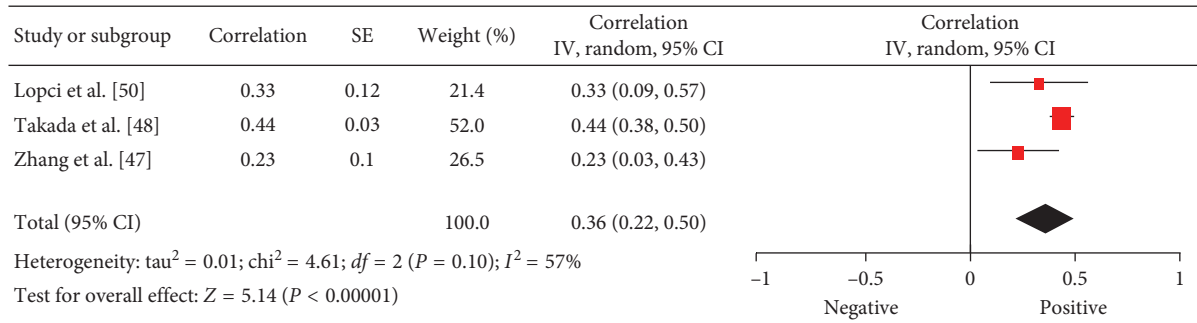 Study or subgroup Correlation SE Weight (%) Correlation IV, random, 95% CI Correlation IV, random, 95% CI
Lopci et al. [50] 0.33 0.12 21.4 0.33 (0.09, 0.57)
Takada et al. [48] 0.44 0.03 52.0 0.44 (0.38, 0.50)
Zhang et al. [47] 0.23 0.1 26.5 0.23 (0.03, 0.43)
Total (95% CI) 100.0 0.36 (0.22, 0.50)
Heterogeneity: tau² = 0.01; chi² = 4.61; df = 2 (P = 0.10); I² = 57%
Test for overall effect: Z = 5.14 (P < 0.00001)
–1 –0.5 0 0.5 1
Negative Positive